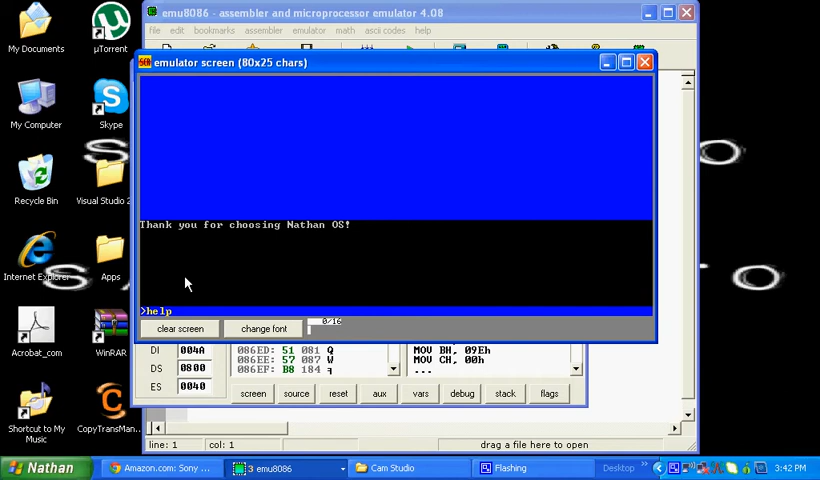 My Documents
µTorrent
My Computer
Skype
Recycle Bin
Visual Studio 2
Internet Explorer
Apps
Acrobat_com
WinRAR
Shortcut to My
Music
CopyTransMan...
emu8086 - assembler and microprocessor emulator 4.08
file edit bookmarks assembler emulator math ascii codes help
emulator screen (80x25 chars)
Thank you for choosing Nathan OS!
>help
clear screen
change font
0/16
DI 004A
DS 0800
ES 0040
086ED: 51 081 Q
086EE: 57 087 W
086EF: B8 184 ╕
MOV BH, 09Eh
MOV CH, 00h
...
screen source reset aux vars debug stack flags
line: 1 col: 1 drag a file here to open
Nathan
Amazon.com: Sony ...
3 emu8086
Cam Studio
Flashing
Desktop
3:42 PM